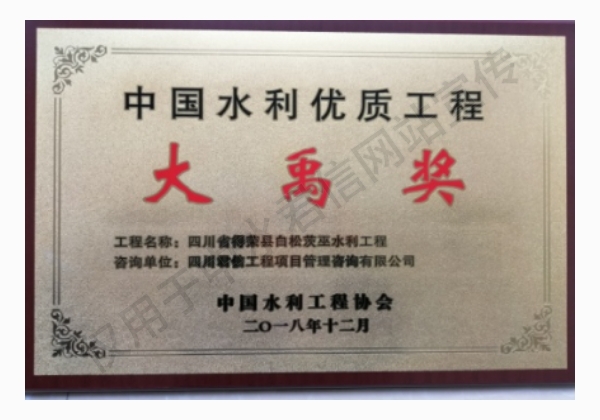 中国水利优质工程
大禹奖
工程名称：四川省得荣县白松茨巫水利工程
咨询单位：四川君信工程项目管理咨询有限公司
中国水利工程协会
二〇一八年十二月